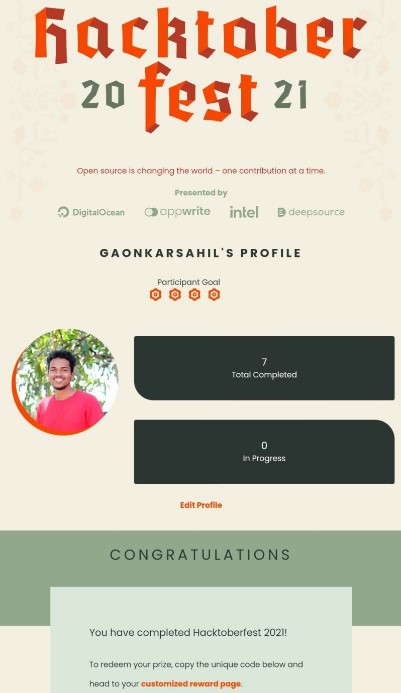 hacktober
20 fest 21
Open source is changing the world – one contribution at a time.
Presented by
DigitalOcean appwrite intel deepsource
GAONKARSAHIL'S PROFILE
Participant Goal
7
Total Completed
0
In Progress
Edit Profile
CONGRATULATIONS
You have completed Hacktoberfest 2021!
To redeem your prize, copy the unique code below and
head to your customized reward page.